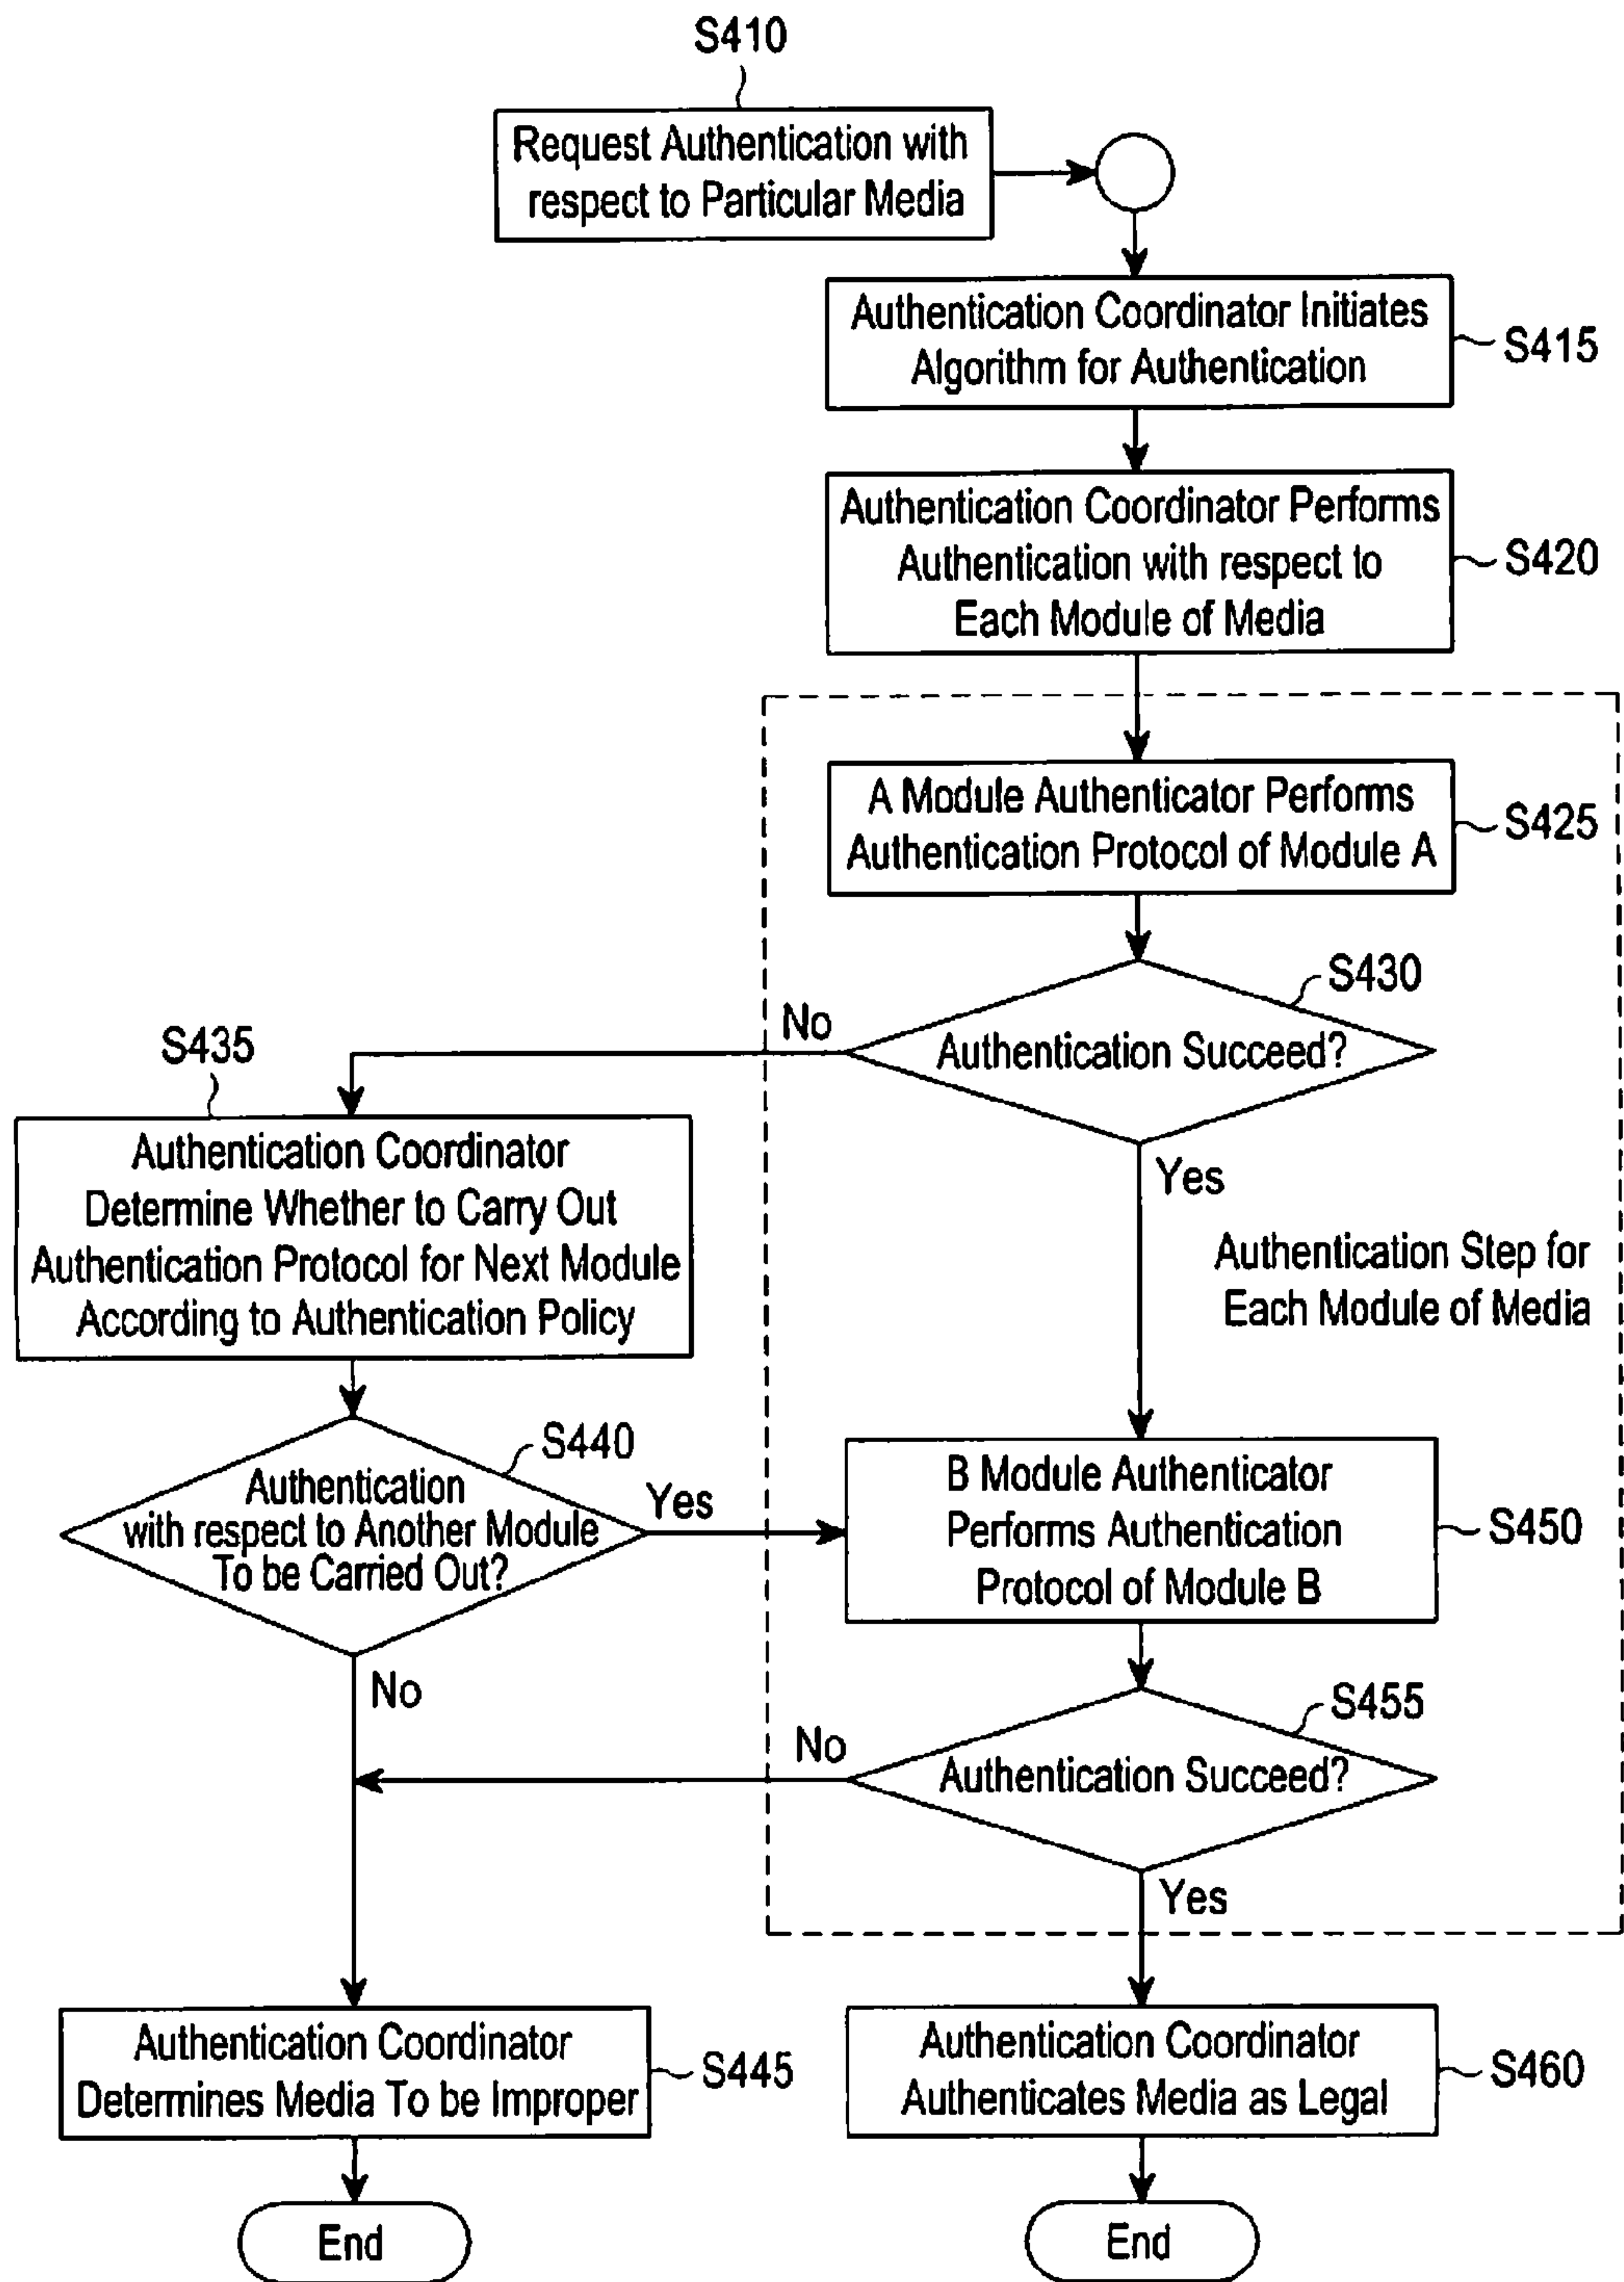 S410
Request Authentication with
respect to Particular Media
Authentication Coordinator Initiates
Algorithm for Authentication
S415
Authentication Coordinator Performs
Authentication with respect to
Each Module of Media
S420
A Module Authenticator Performs
Authentication Protocol of Module A
S425
S430
Authentication Succeed?
No
Yes
S435
Authentication Coordinator
Determine Whether to Carry Out
Authentication Protocol for Next Module
According to Authentication Policy
Authentication Step for
Each Module of Media
S440
Authentication
with respect to Another Module
To be Carried Out?
Yes
No
B Module Authenticator
Performs Authentication
Protocol of Module B
S450
S455
Authentication Succeed?
No
Yes
Authentication Coordinator
Determines Media To be Improper
S445
Authentication Coordinator
Authenticates Media as Legal
S460
End
End